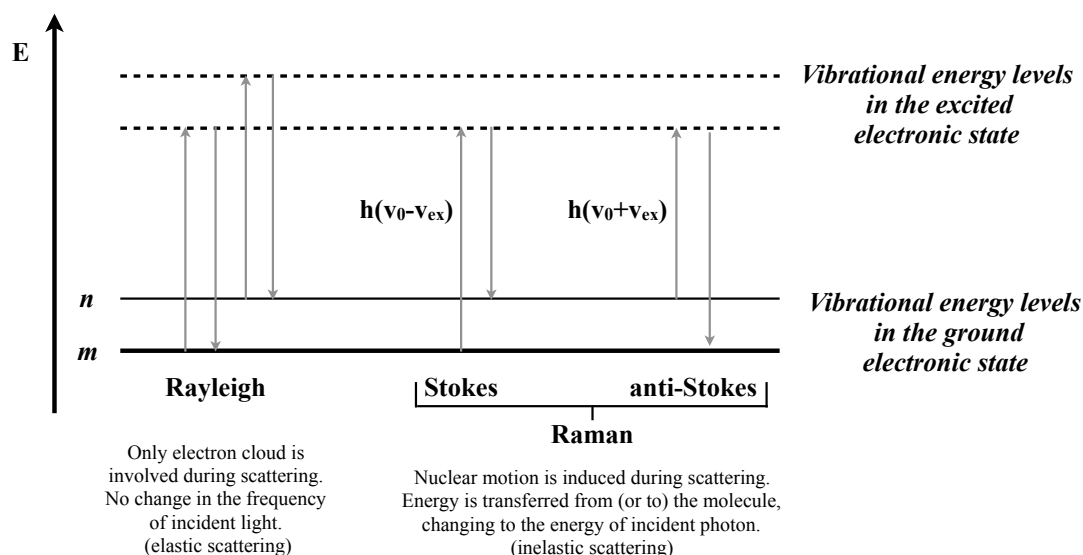 E
Vibrational energy levels
in the excited
electronic state
h(v₀-vₑₓ)
h(v₀+vₑₓ)
n
m
Vibrational energy levels
in the ground
electronic state
Rayleigh
Stokes
anti-Stokes
Raman
Only electron cloud is
involved during scattering.
No change in the frequency
of incident light.
(elastic scattering)
Nuclear motion is induced during scattering.
Energy is transferred from (or to) the molecule,
changing to the energy of incident photon.
(inelastic scattering)